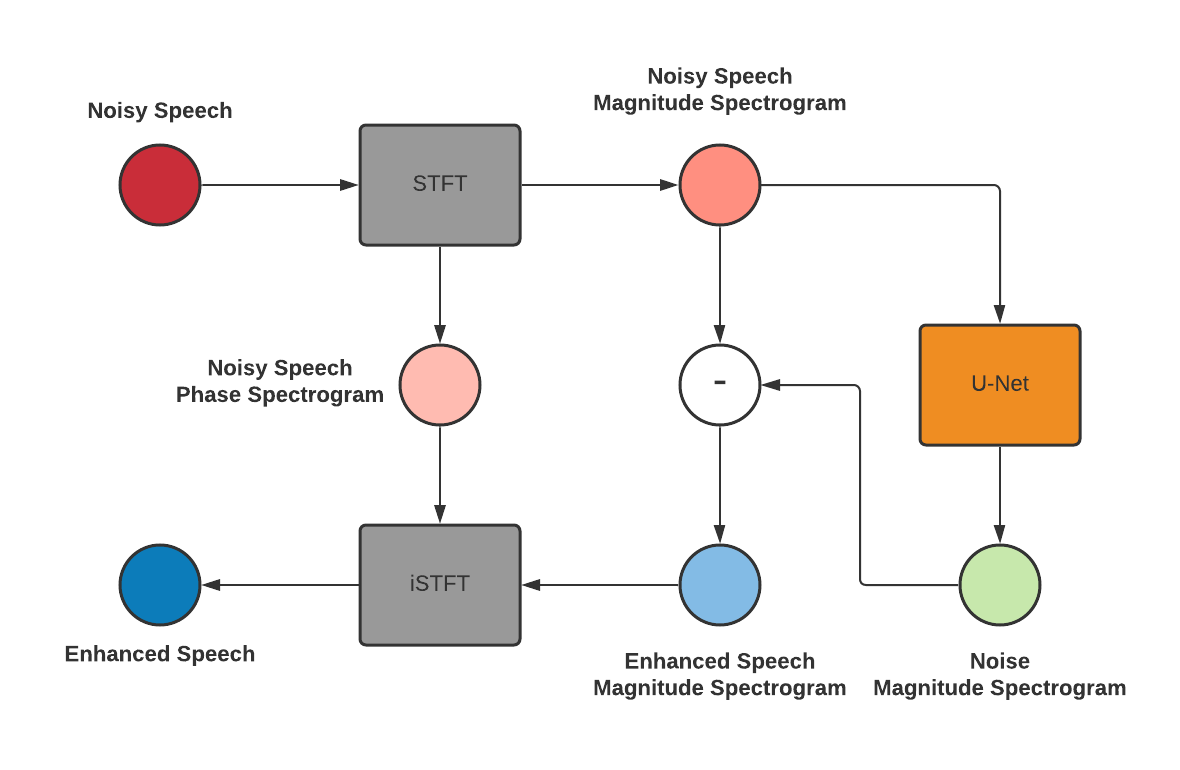 Noisy Speech
Magnitude Spectrogram
Noisy Speech
STFT
Noisy Speech
Phase Spectrogram
-
U-Net
iSTFT
Enhanced Speech
Enhanced Speech
Magnitude Spectrogram
Noise
Magnitude Spectrogram